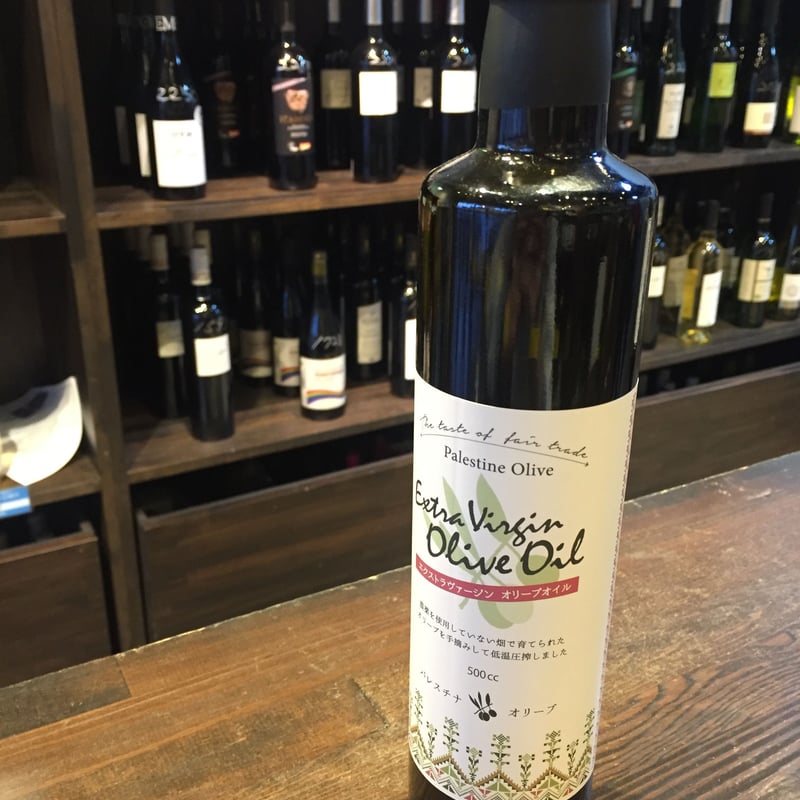 The taste of fair trade
Palestine Olive
Extra Virgin
Olive Oil
エクストラヴァージン オリーブオイル
農薬を使用していない畑で育てられた
オリーブを手摘みして低温圧搾しました
500cc
パレスチナ オリーブ